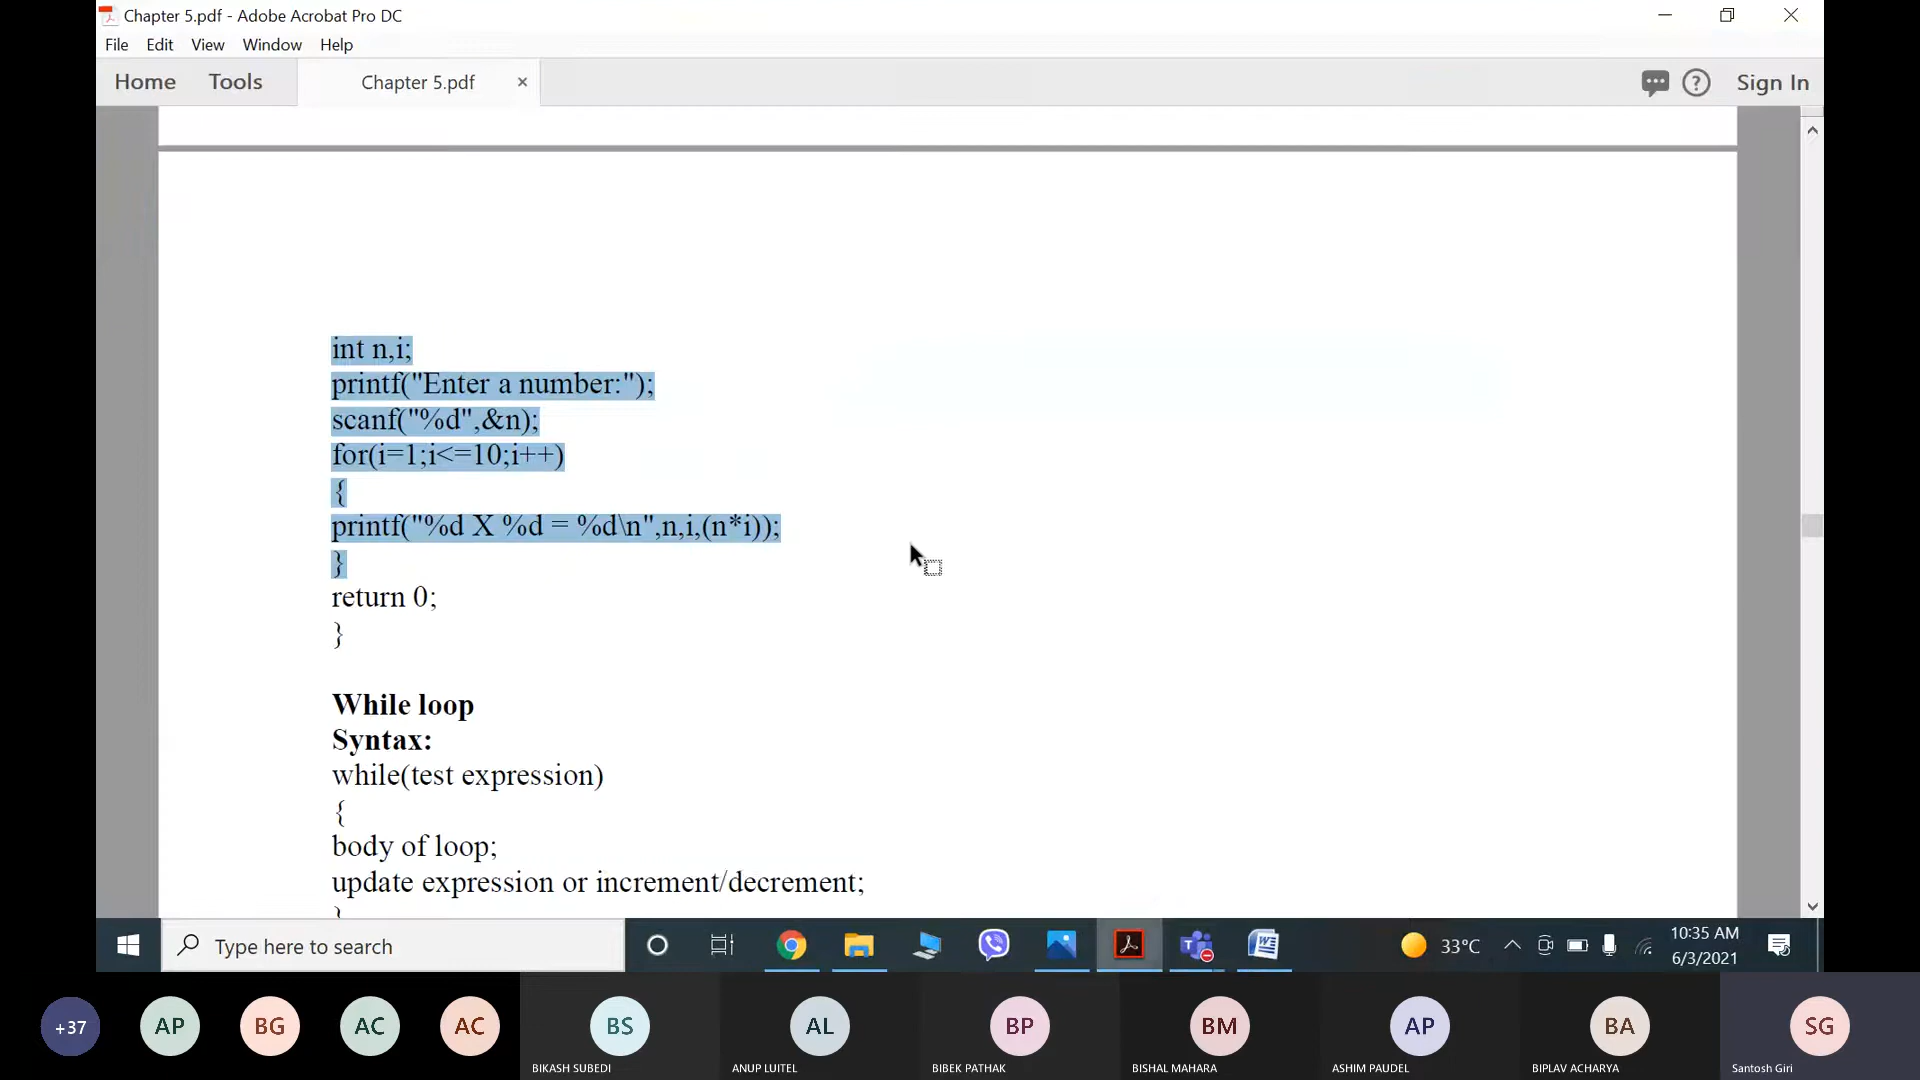 Chapter 5.pdf - Adobe Acrobat Pro DC
File Edit View Window Help
Home Tools Chapter 5.pdf × Sign In
int n,i;
printf("Enter a number:");
scanf("%d",&n);
for(i=1;i<=10;i++)
{
printf("%d X %d = %d\n",n,i,(n*i));
}
return 0;
}
While loop
Syntax:
while(test expression)
{
body of loop;
update expression or increment/decrement;
}
Type here to search
33°C
10:35 AM
6/3/2021
+37 AP BG AC AC BS AL BP BM AP BA SG
BIKASH SUBEDI ANUP LUITEL BIBEK PATHAK BISHAL MAHARA ASHIM PAUDEL BIPLAV ACHARYA Santosh Giri